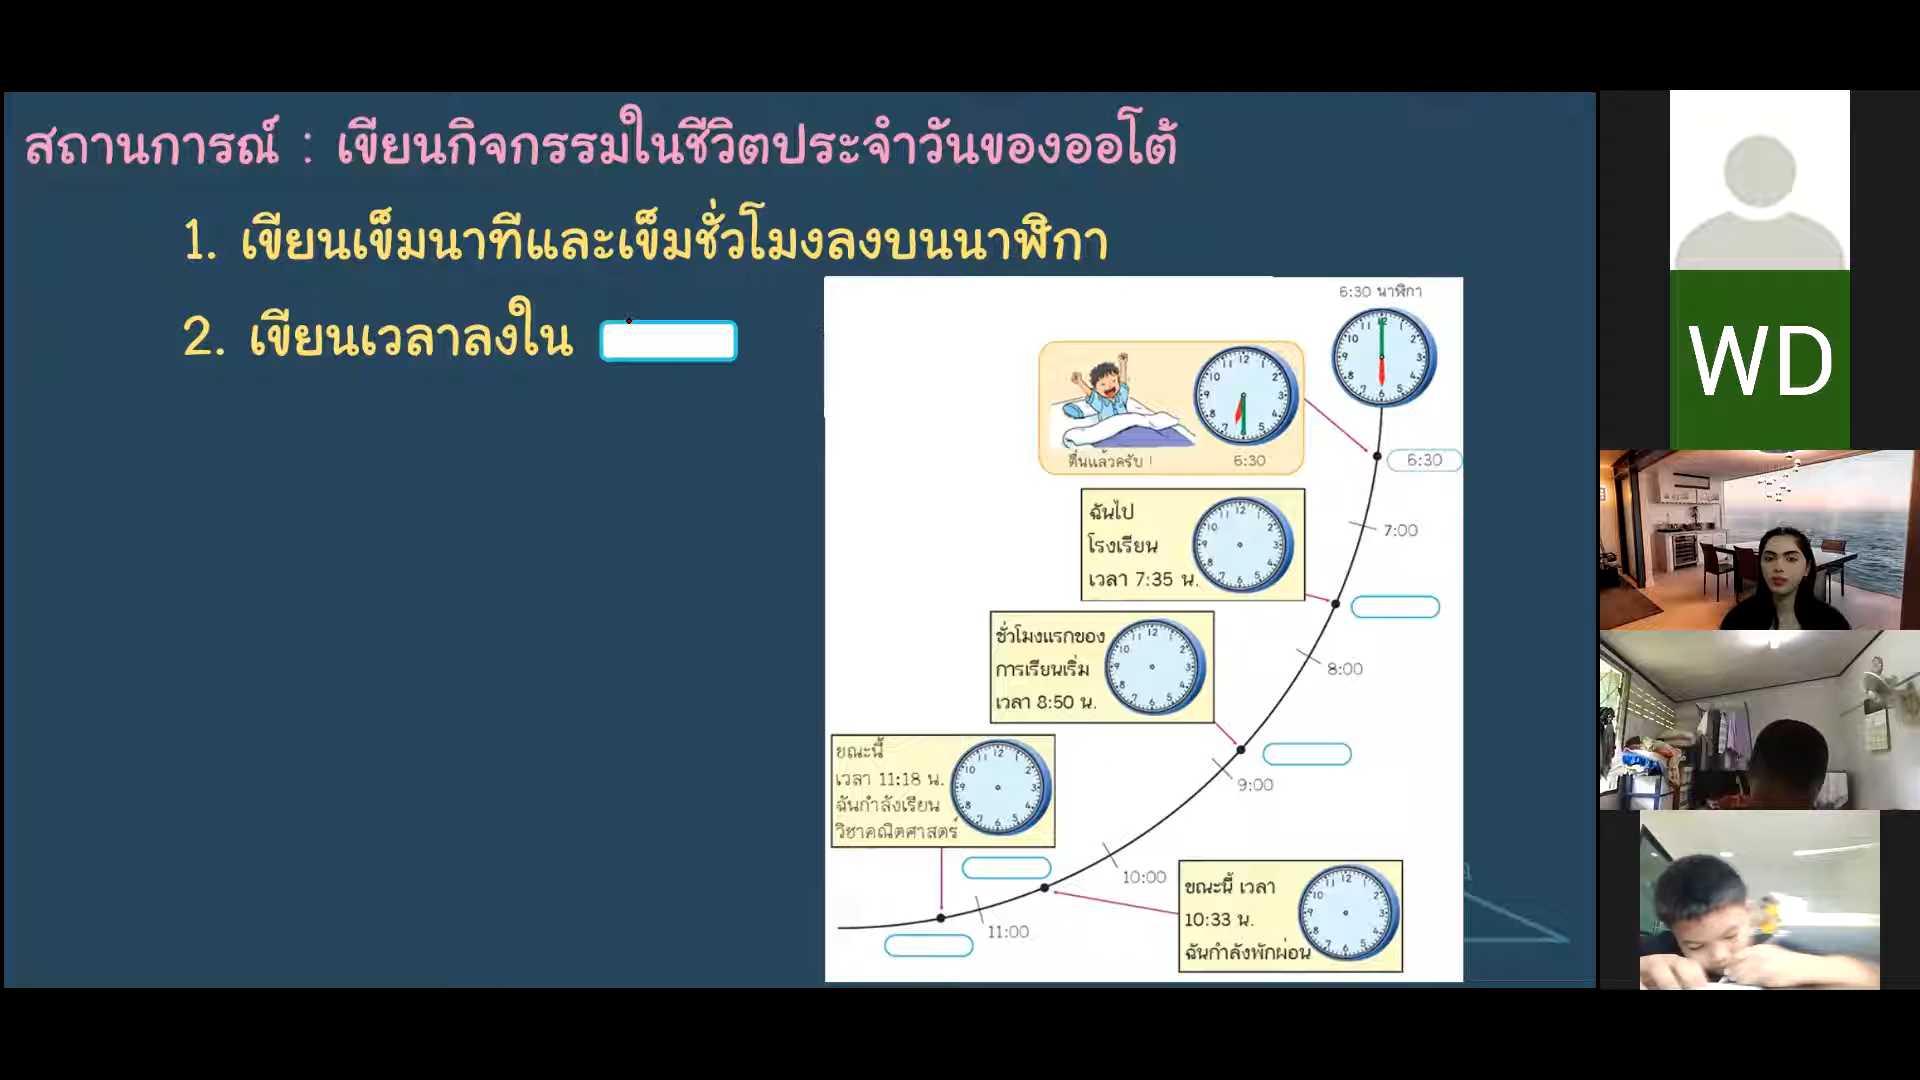 สถานการณ์ : เขียนกิจกรรมในชีวิตประจำวันของออโต้
1. เขียนเข็มนาทีและเข็มชั่วโมงลงบนนาฬิกา
2. เขียนเวลาลงใน
6:30 นาฬิกา
ตื่นแล้วครับ !
6:30
6:30
7:00
ฉันไป
โรงเรียน
เวลา 7:35 น.
8:00
ชั่วโมงแรกของ
การเรียนเริ่ม
เวลา 8:50 น.
9:00
ขณะนี้
เวลา 11:18 น.
ฉันกำลังเรียน
วิชาคณิตศาสตร์
10:00
11:00
ขณะนี้ เวลา
10:33 น.
ฉันกำลังพักผ่อน
WD